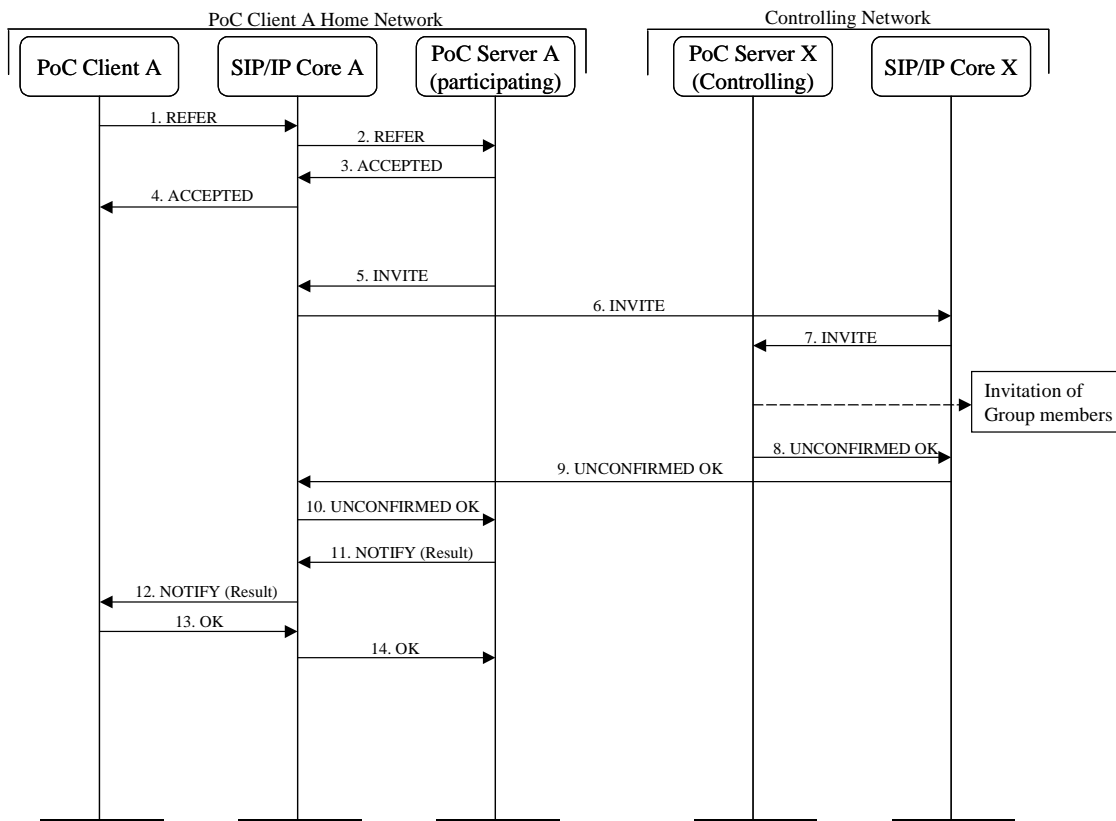 PoC Client A Home Network
Controlling Network
PoC Client A
SIP/IP Core A
PoC Server A
(participating)
PoC Server X
(Controlling)
SIP/IP Core X
1. REFER
2. REFER
3. ACCEPTED
4. ACCEPTED
5. INVITE
6. INVITE
7. INVITE
Invitation of
Group members
8. UNCONFIRMED OK
9. UNCONFIRMED OK
10. UNCONFIRMED OK
11. NOTIFY (Result)
12. NOTIFY (Result)
13. OK
14. OK